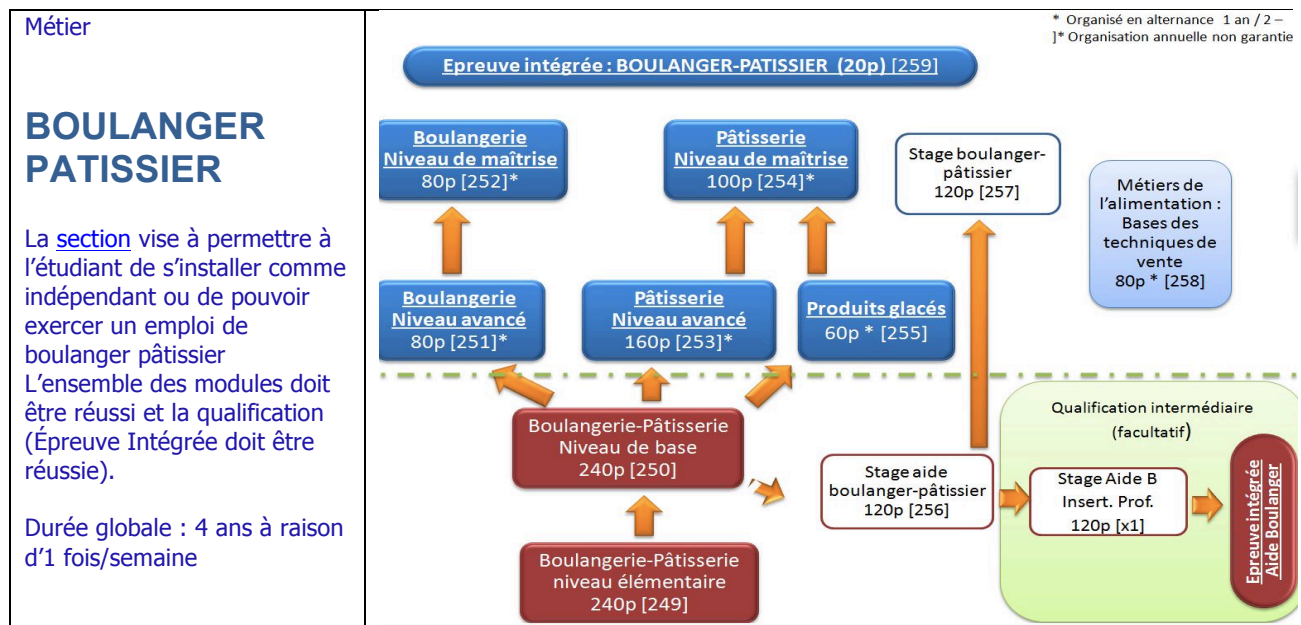 Métier
BOULANGER
PATISSIER
La section vise à permettre à
l'étudiant de s'installer comme
indépendant ou de pouvoir
exercer un emploi de
boulanger pâtissier
L'ensemble des modules doit
être réussi et la qualification
(Épreuve Intégrée doit être
réussie).
Durée globale : 4 ans à raison
d'1 fois/semaine
* Organisé en alternance 1 an / 2 –
]* Organisation annuelle non garantie
Epreuve intégrée : BOULANGER-PATISSIER (20p) [259]
Boulangerie
Niveau de maîtrise
80p [252]*
Pâtisserie
Niveau de maîtrise
100p [254]*
Stage boulanger-
pâtissier
120p [257]
Métiers de
l'alimentation :
Bases des
techniques de
vente
80p * [258]
Boulangerie
Niveau avancé
80p [251]*
Pâtisserie
Niveau avancé
160p [253]*
Produits glacés
60p * [255]
Boulangerie-Pâtisserie
Niveau de base
240p [250]
Stage aide
boulanger-pâtissier
120p [256]
Qualification intermédiaire
(facultatif)
Stage Aide B
Insert. Prof.
120p [x1]
Epreuve intégrée
Aide Boulanger
Boulangerie-Pâtisserie
niveau élémentaire
240p [249]